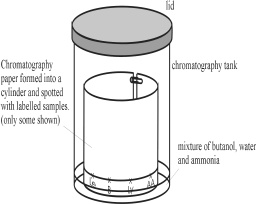 lid
Chromatography
paper formed into a
cylinder and spotted
with labelled samples.
(only some shown)
chromatography tank
mixture of butanol, water
and ammonia
x x
B W